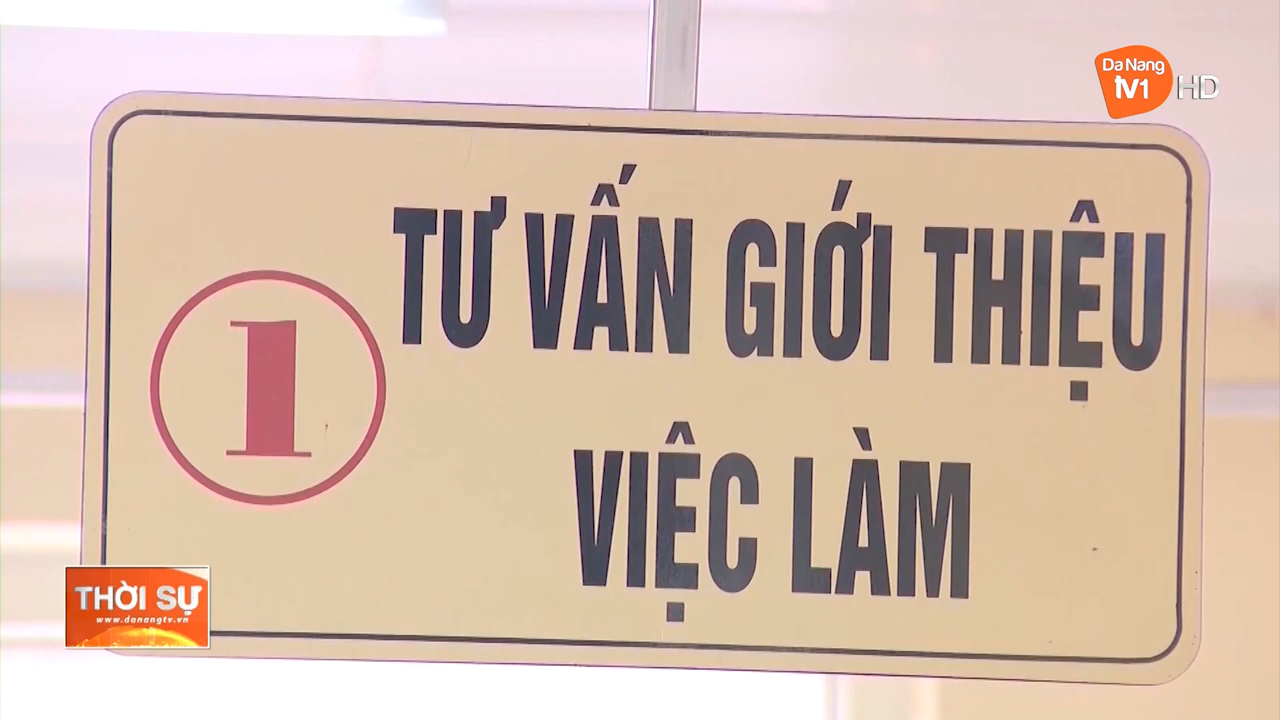 Da Nang
TV1 HD
1
TƯ VẤN GIỚI THIỆU
VIỆC LÀM
THỜI SỰ
www.danangtv.vn